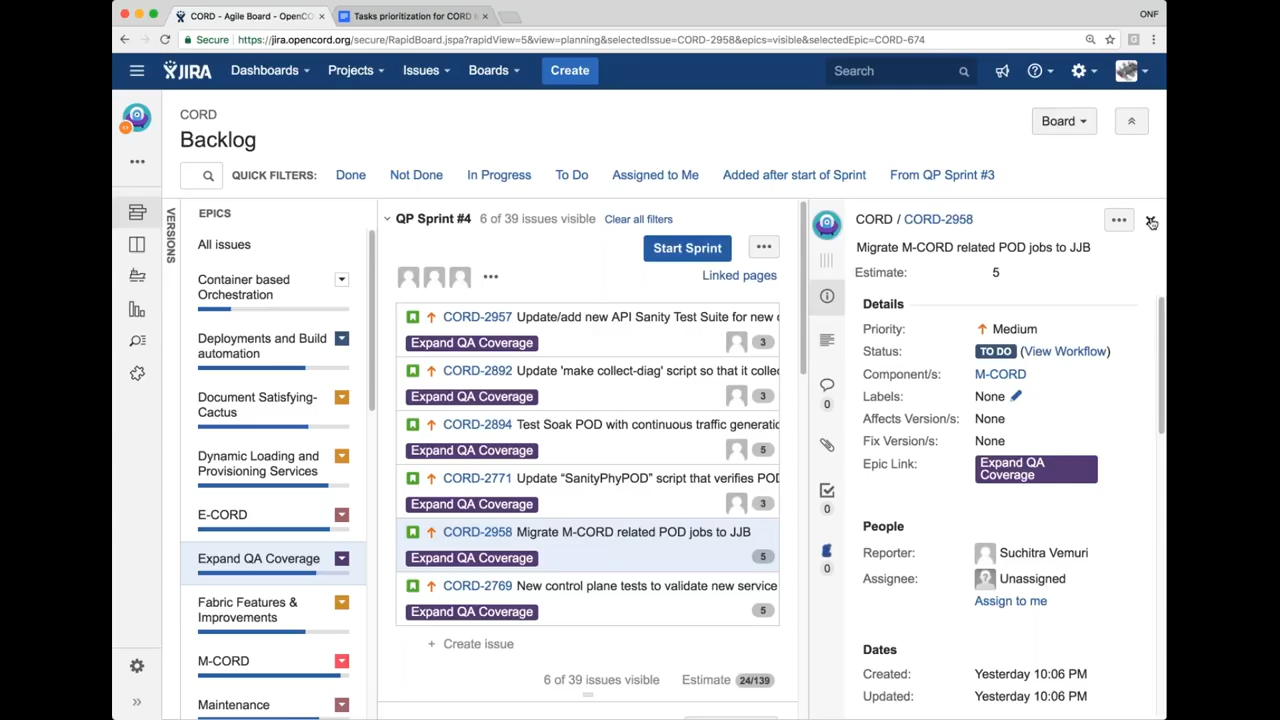 CORD - Agile Board - OpenCO
Tasks prioritization for CORD
ONF
Secure
https://jira.opencord.org/secure/RapidBoard.jspa?rapidView=5&view=planning&selectedIssue=CORD-2958&epics=visible&selectedEpic=CORD-674
JIRA
Dashboards
Projects
Issues
Boards
Create
Search
CORD
Backlog
Board
QUICK FILTERS:
Done
Not Done
In Progress
To Do
Assigned to Me
Added after start of Sprint
From QP Sprint #3
VERSIONS
EPICS
All issues
Container based
Orchestration
Deployments and Build
automation
Document Satisfying-
Cactus
Dynamic Loading and
Provisioning Services
E-CORD
Expand QA Coverage
Fabric Features &
Improvements
M-CORD
Maintenance
QP Sprint #4
6 of 39 issues visible
Clear all filters
Start Sprint
Linked pages
CORD-2957 Update/add new API Sanity Test Suite for new
Expand QA Coverage
3
CORD-2892 Update 'make collect-diag' script so that it collec
Expand QA Coverage
3
CORD-2894 Test Soak POD with continuous traffic generatio
Expand QA Coverage
5
CORD-2771 Update “SanityPhyPOD” script that verifies POD
Expand QA Coverage
3
CORD-2958 Migrate M-CORD related POD jobs to JJB
Expand QA Coverage
5
CORD-2769 New control plane tests to validate new service
Expand QA Coverage
5
+ Create issue
6 of 39 issues visible
Estimate 24/139
CORD / CORD-2958
Migrate M-CORD related POD jobs to JJB
Estimate: 5
Details
Priority: Medium
Status: TO DO (View Workflow)
Component/s: M-CORD
Labels: None
Affects Version/s: None
Fix Version/s: None
Epic Link: Expand QA
Coverage
People
Reporter: Suchitra Vemuri
Assignee: Unassigned
Assign to me
Dates
Created: Yesterday 10:06 PM
Updated: Yesterday 10:06 PM
0
0
0